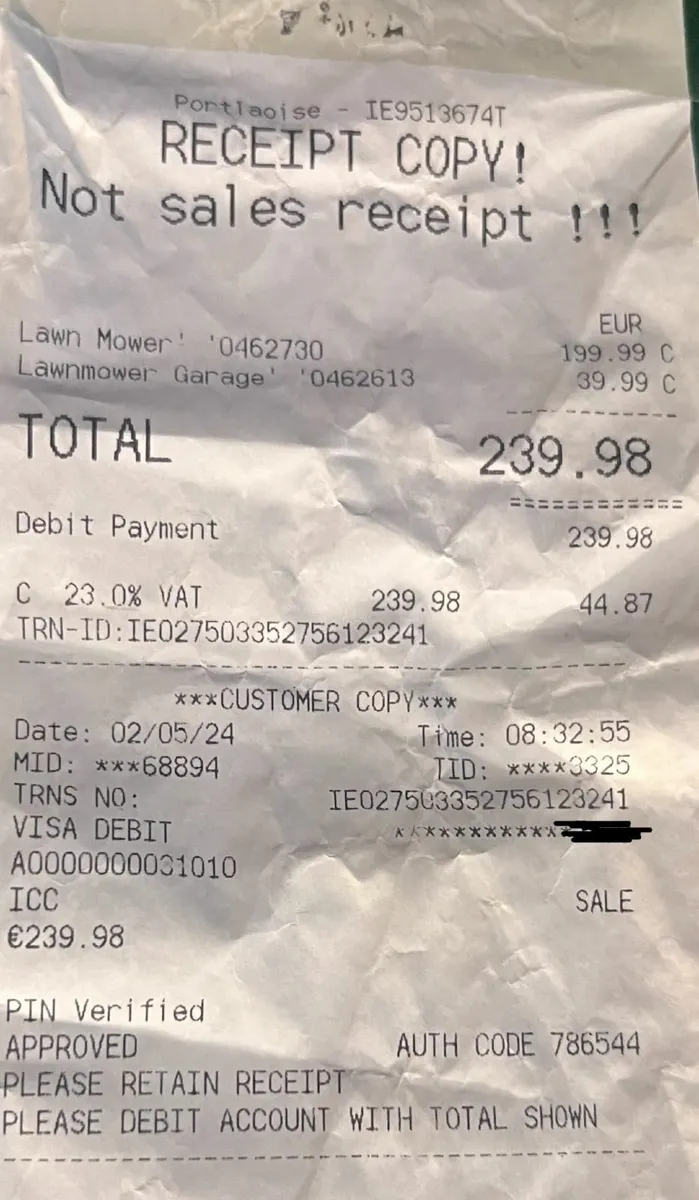 Portlaoise - IE9513674T
RECEIPT COPY!
Not sales receipt !!!
EUR
Lawn Mower' '0462730 199.99 C
Lawnmower Garage' '0462613 39.99 C
------------
TOTAL 239.98
============
Debit Payment 239.98
C 23.0% VAT 239.98 44.87
TRN-ID:IE027503352756123241
------------------------------------------
***CUSTOMER COPY***
Date: 02/05/24 Time: 08:32:55
MID: ***68894 TID: ****3325
TRNS NO: IE027503352756123241
VISA DEBIT ************
A0000000031010
ICC SALE
€239.98
PIN Verified
APPROVED AUTH CODE 786544
PLEASE RETAIN RECEIPT
PLEASE DEBIT ACCOUNT WITH TOTAL SHOWN
------------------------------------------